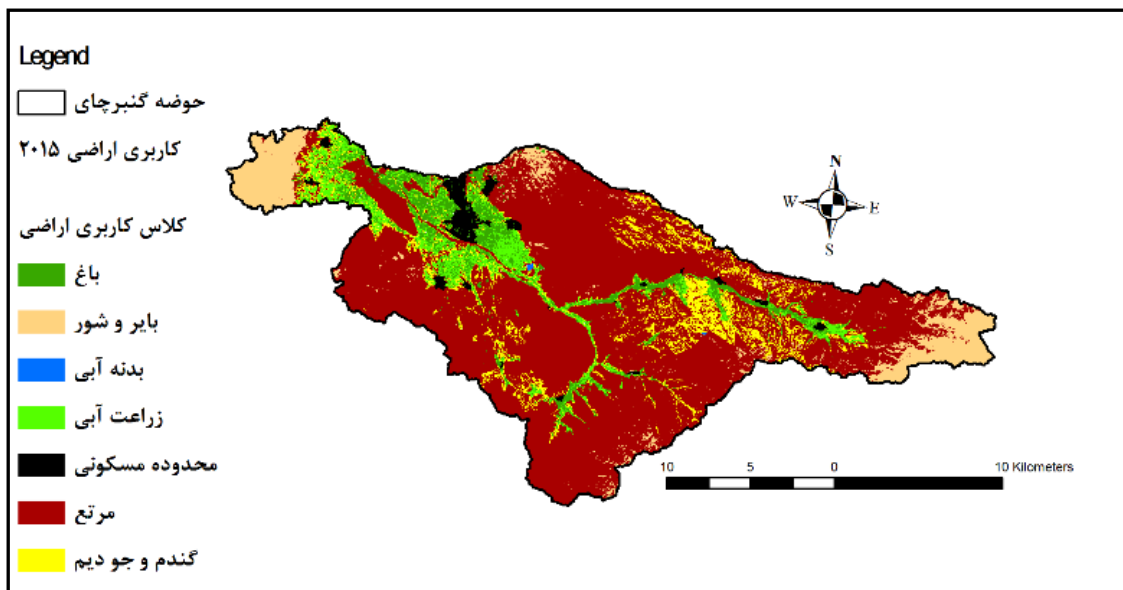 Legend
حوضه گنبرچای
کاربری اراضی ۲۰۱۵
کلاس کاربری اراضی
باغ
بایر و شور
بدنه آبی
زراعت آبی
محدوده مسکونی
مرتع
گندم و جو دیم
N
W E
S
10 5 0 10 Kilometers